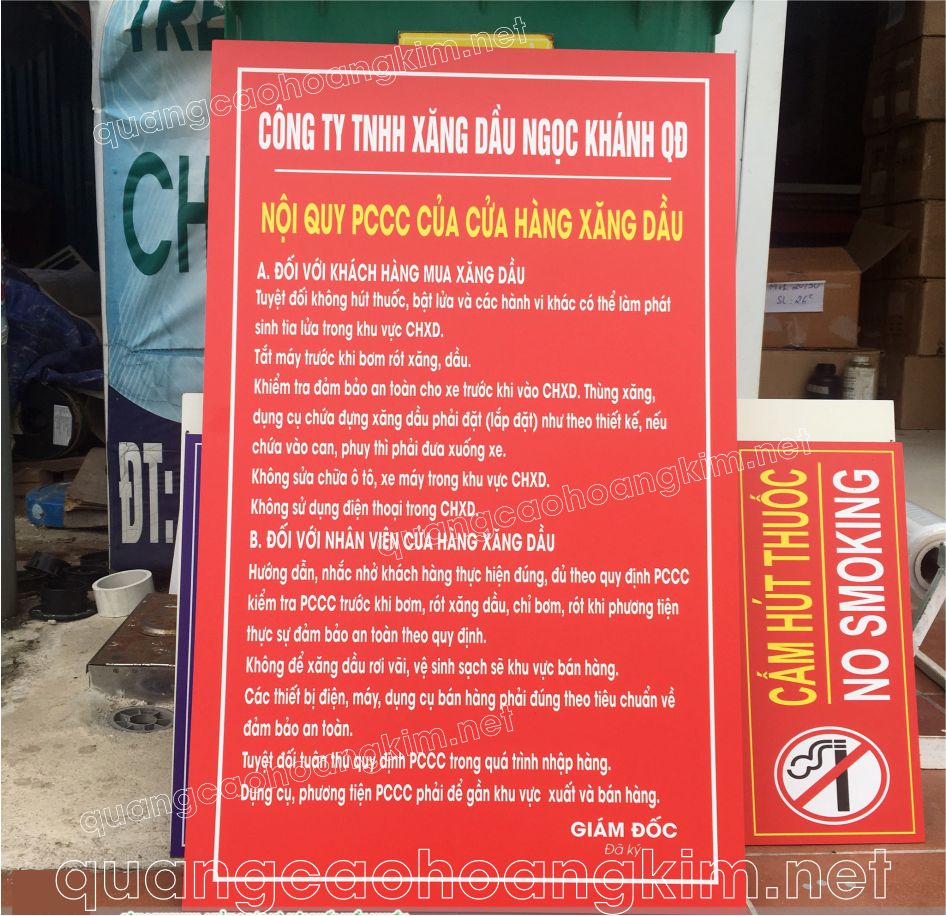 quangcaohoangkim.net
CÔNG TY TNHH XĂNG DẦU NGỌC KHÁNH QĐ
NỘI QUY PCCC CỦA CỬA HÀNG XĂNG DẦU
A. ĐỐI VỚI KHÁCH HÀNG MUA XĂNG DẦU
Tuyệt đối không hút thuốc, bật lửa và các hành vi khác có thể làm phát
sinh tia lửa trong khu vực CHXD.
Tắt máy trước khi bơm rót xăng, dầu.
Khiểm tra đảm bảo an toàn cho xe trước khi vào CHXD. Thùng xăng,
dụng cụ chứa đựng xăng dầu phải đặt (lắp đặt) như theo thiết kế, nếu
chứa vào can, phuy thì phải đưa xuống xe.
Không sửa chữa ô tô, xe máy trong khu vực CHXD.
Không sử dụng điện thoại trong CHXD.
quangcaohoangkim.net
B. ĐỐI VỚI NHÂN VIÊN CỬA HÀNG XĂNG DẦU
Hướng dẫn, nhắc nhở khách hàng thực hiện đúng, đủ theo quy định PCCC
kiểm tra PCCC trước khi bơm, rót xăng dầu, chỉ bơm, rót khi phương tiện
thực sự đảm bảo an toàn theo quy định.
Không để xăng dầu rơi vãi, vệ sinh sạch sẽ khu vực bán hàng.
Các thiết bị điện, máy, dụng cụ bán hàng phải đúng theo tiêu chuẩn về
đảm bảo an toàn.
Tuyệt đối tuân thủ quy định PCCC trong quá trình nhập hàng.
quangcaohoangkim.net
Dụng cụ, phương tiện PCCC phải để gần khu vực xuất và bán hàng.
GIÁM ĐỐC
Đã ký
CẤM HÚT THUỐC
NO SMOKING
TRE
CH
ĐT:
quangcaohoangkim.net